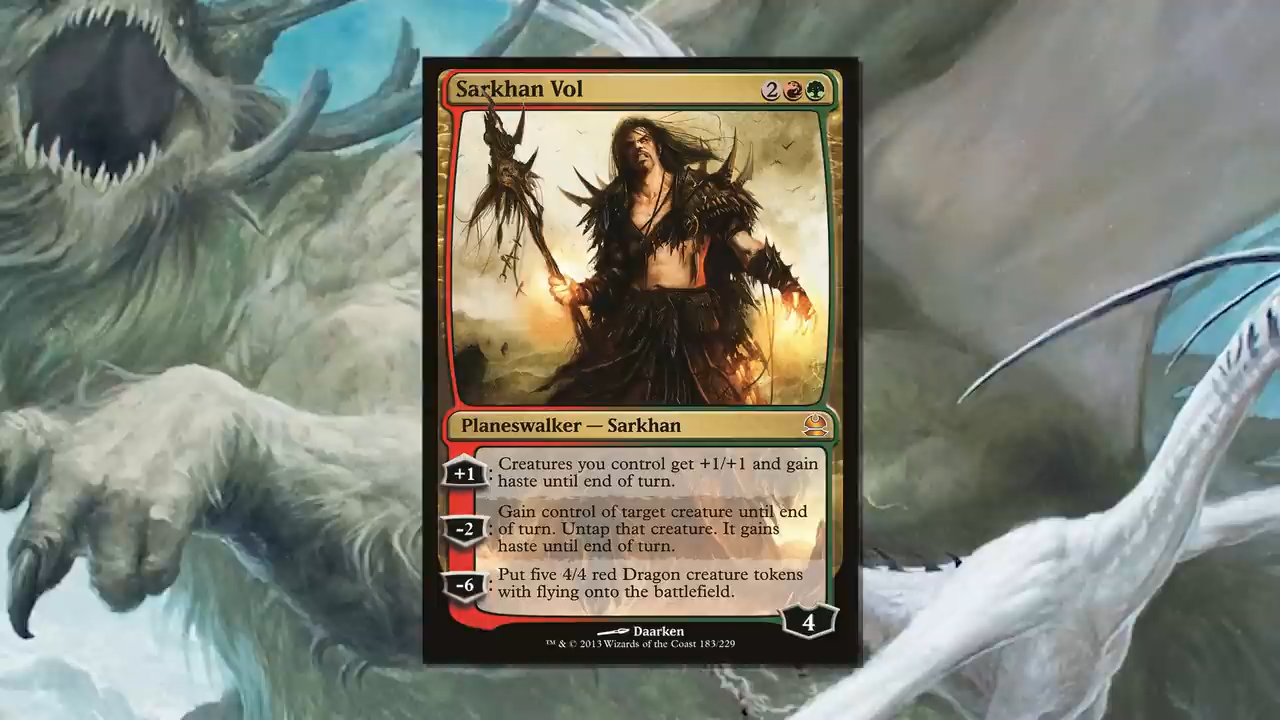 Sarkhan Vol 2
Planeswalker — Sarkhan
+1: Creatures you control get +1/+1 and gain
haste until end of turn.
-2: Gain control of target creature until end
of turn. Untap that creature. It gains
haste until end of turn.
-6: Put five 4/4 red Dragon creature tokens
with flying onto the battlefield.
4
Daarken
™ & © 2013 Wizards of the Coast 183/229